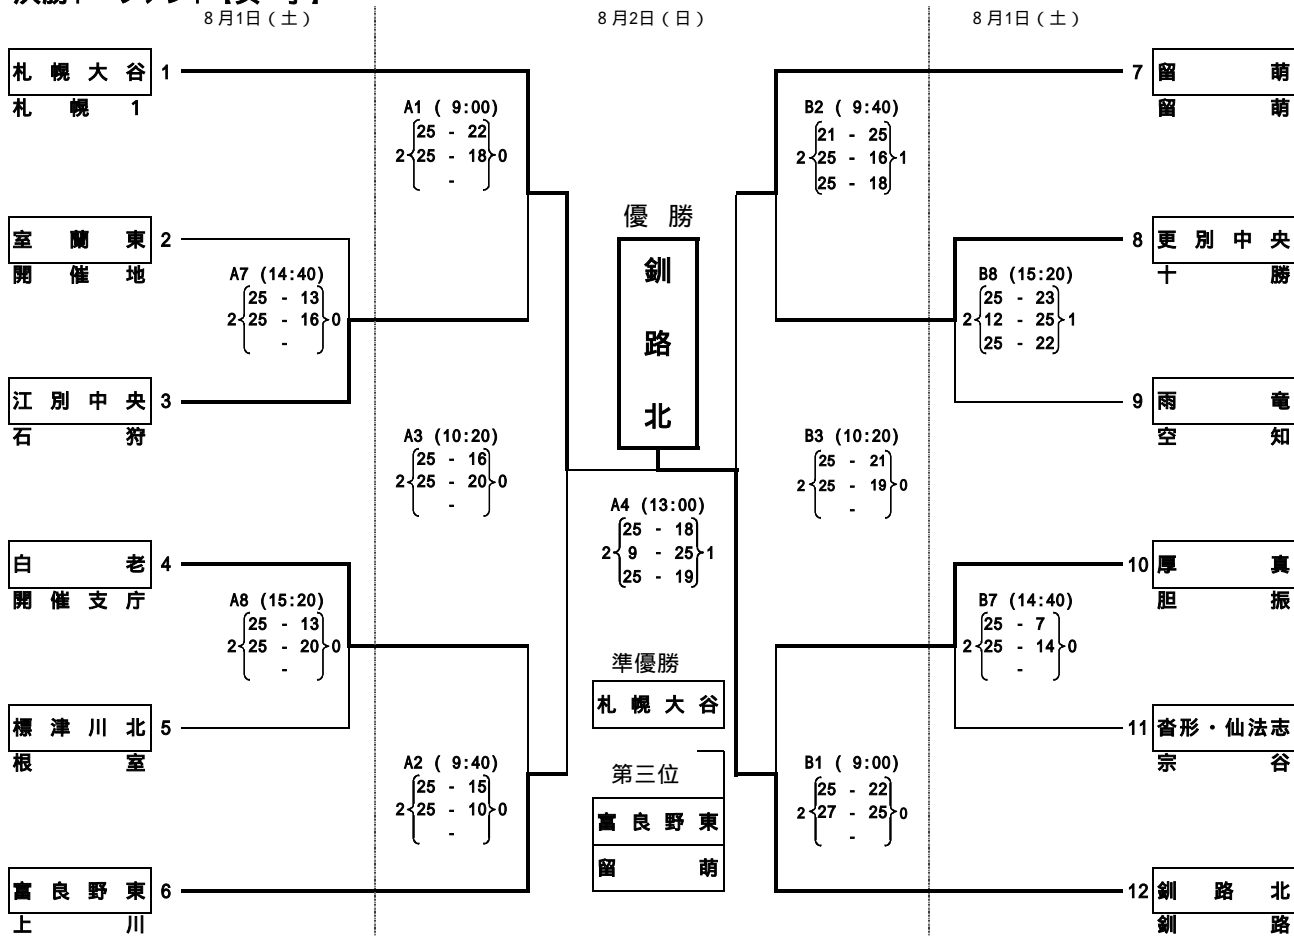 8月1日(土)
8月2日(日)
8月1日(土)
札幌大谷 1
札幌1
室蘭東 2
開催地
江別中央 3
石狩
白老 4
開催支庁
標津川北 5
根室
富良野東 6
上川
A7 (14:40)
25 - 13
2 25 - 16 0
-
A8 (15:20)
25 - 13
2 25 - 20 0
-
A1 ( 9:00)
25 - 22
2 25 - 18 0
-
A3 (10:20)
25 - 16
2 25 - 20 0
-
A2 ( 9:40)
25 - 15
2 25 - 10 0
-
優勝
釧路北
A4 (13:00)
25 - 18
2 9 - 25 1
25 - 19
準優勝
札幌大谷
第三位
富良野東
留萌
B2 ( 9:40)
21 - 25
2 25 - 16 1
25 - 18
B3 (10:20)
25 - 21
2 25 - 19 0
-
B1 ( 9:00)
25 - 22
2 27 - 25 0
-
B8 (15:20)
25 - 23
2 12 - 25 1
25 - 22
B7 (14:40)
25 - 7
2 25 - 14 0
-
7 留萌
留萌
8 更別中央
十勝
9 雨竜
空知
10 厚真
胆振
11 沓形・仙法志
宗谷
12 釧路北
釧路